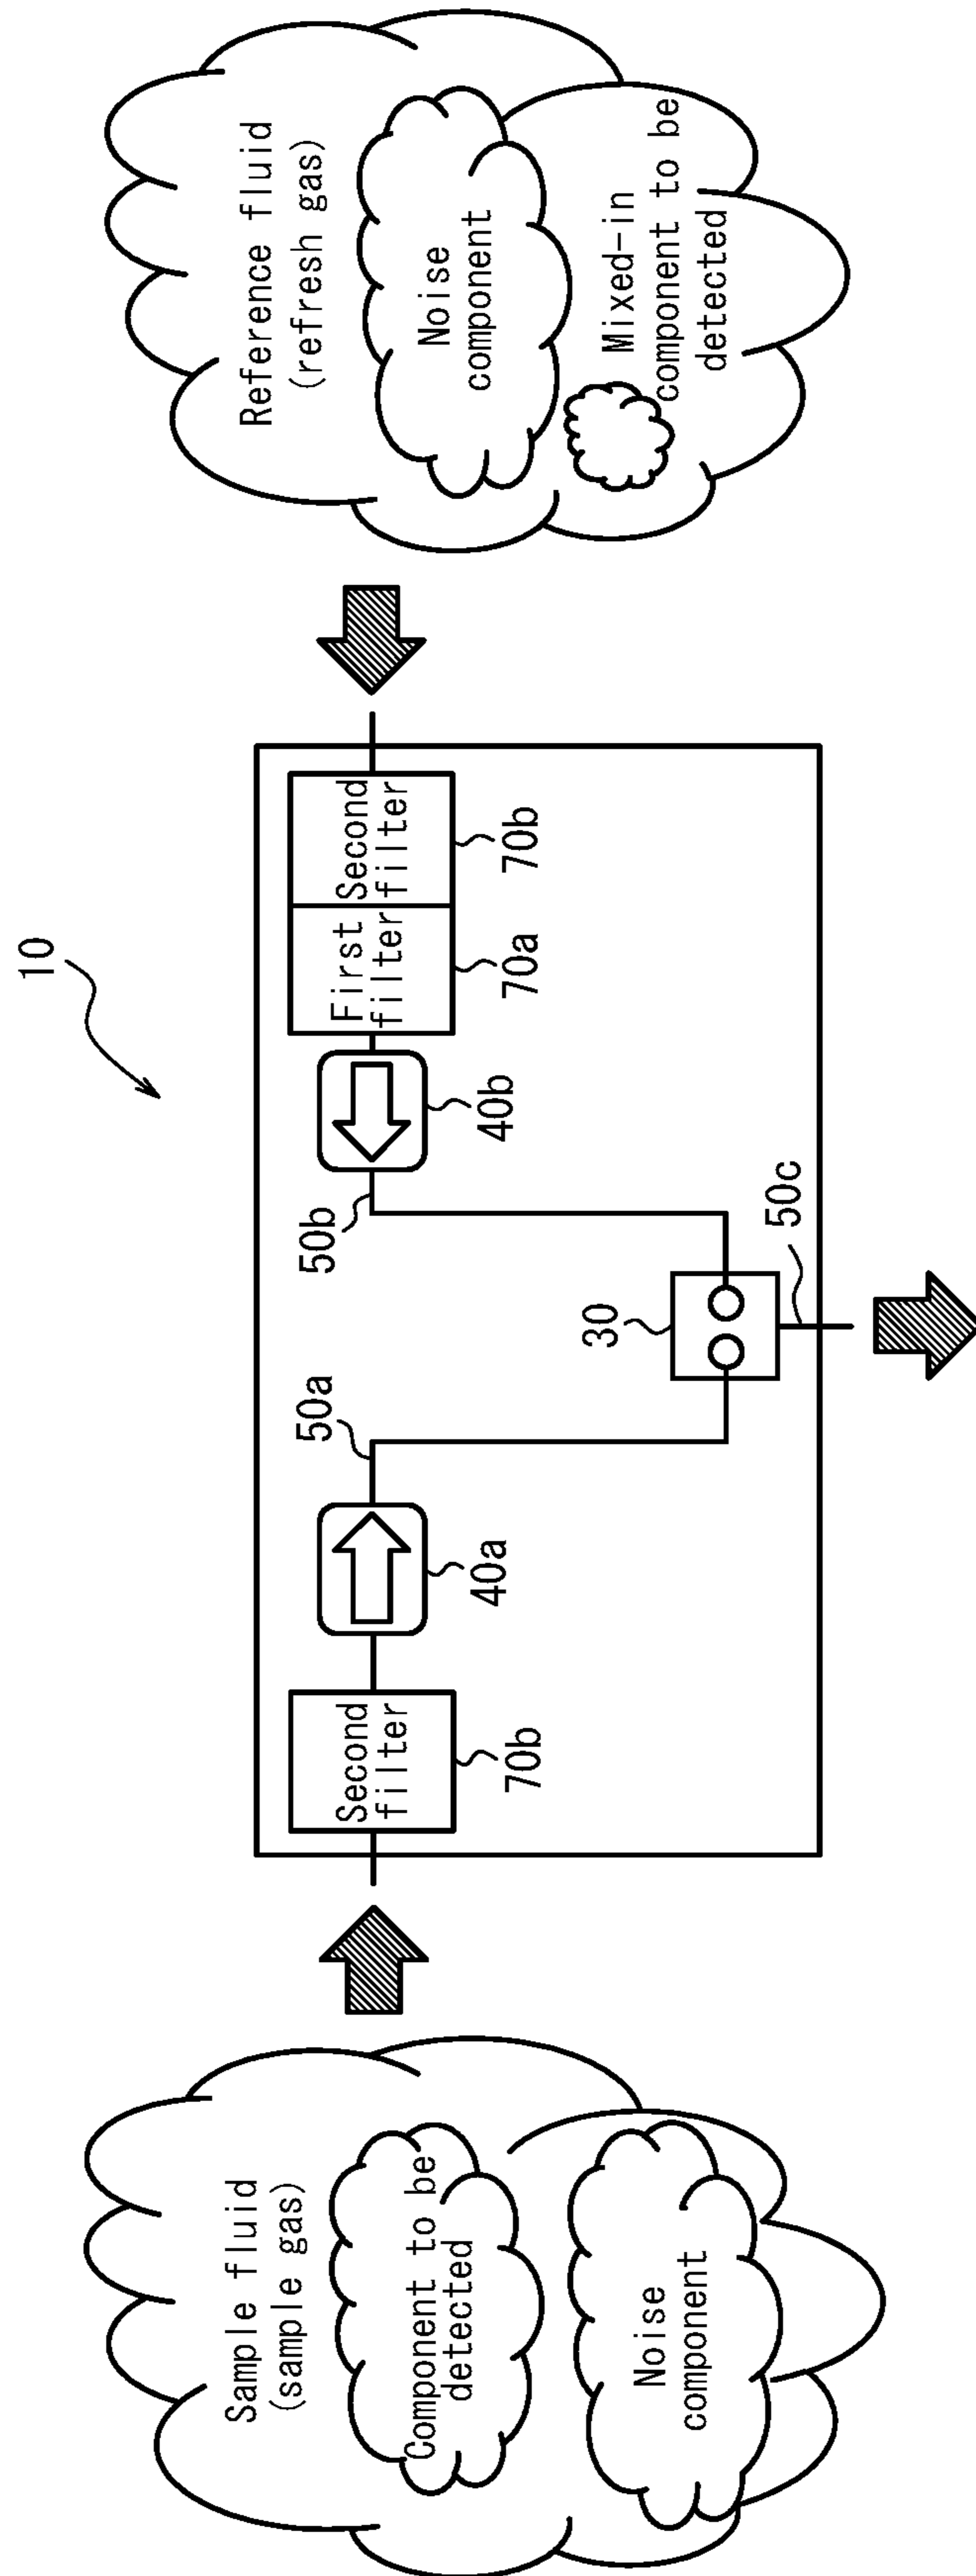 10
Sample fluid
(sample gas)
Component to be
detected
Noise
component
Second
filter
70b
40a
50a
30
50c
50b
40b
First
filter
70a
Second
filter
70b
Reference fluid
(refresh gas)
Noise
component
Mixed-in
component to be
detected